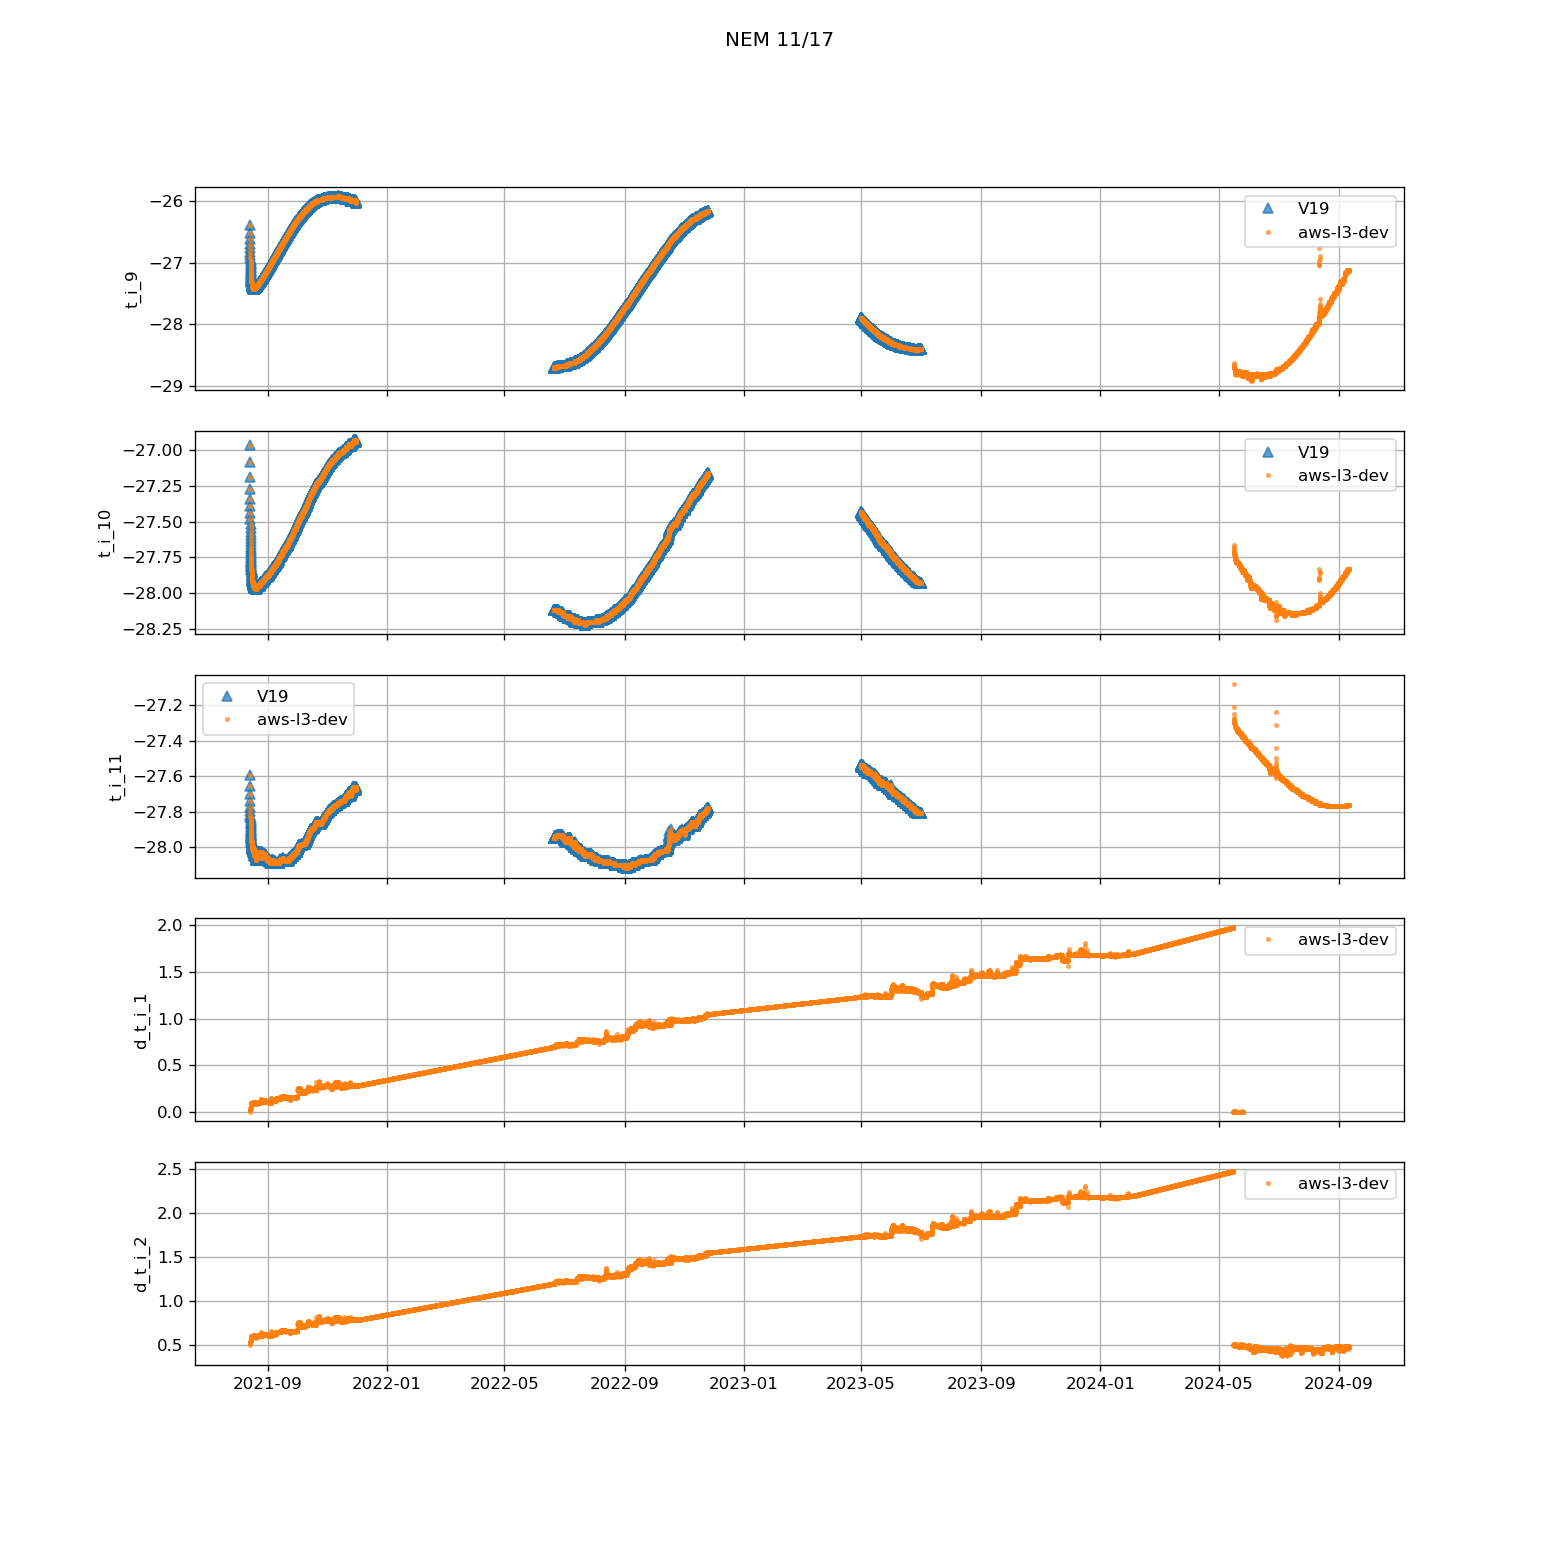 NEM 11/17
t_i_9
−26
−27
−28
−29
V19
aws-l3-dev
t_i_10
−27.00
−27.25
−27.50
−27.75
−28.00
−28.25
V19
aws-l3-dev
t_i_11
−27.2
−27.4
−27.6
−27.8
−28.0
V19
aws-l3-dev
d_t_i_1
2.0
1.5
1.0
0.5
0.0
aws-l3-dev
d_t_i_2
2.5
2.0
1.5
1.0
0.5
aws-l3-dev
2021-09 2022-01 2022-05 2022-09 2023-01 2023-05 2023-09 2024-01 2024-05 2024-09